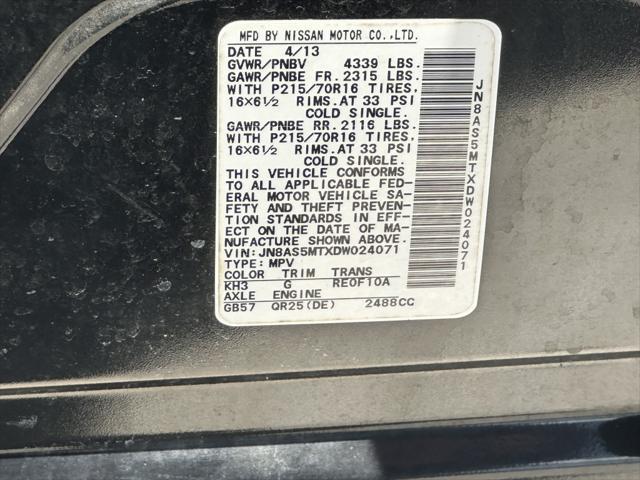 MFD BY NISSAN MOTOR CO.,LTD.
DATE 4/13
GVWR/PNBV 4339 LBS.
GAWR/PNBE FR. 2315 LBS.
WITH P215/70R16 TIRES,
16X6½ RIMS. AT 33 PSI
COLD SINGLE.
GAWR/PNBE RR. 2116 LBS.
WITH P215/70R16 TIRES,
16X6½ RIMS. AT 33 PSI
COLD SINGLE.
THIS VEHICLE CONFORMS
TO ALL APPLICABLE FED-
ERAL MOTOR VEHICLE SA-
FETY AND THEFT PREVEN-
TION STANDARDS IN EFF-
ECT ON THE DATE OF MA-
NUFACTURE SHOWN ABOVE.
VIN: JN8AS5MTXDW024071
TYPE: MPV
COLOR TRIM TRANS
KH3 G RE0F10A
AXLE ENGINE
GB57 QR25(DE) 2488CC
JN8AS5MTXDW024071